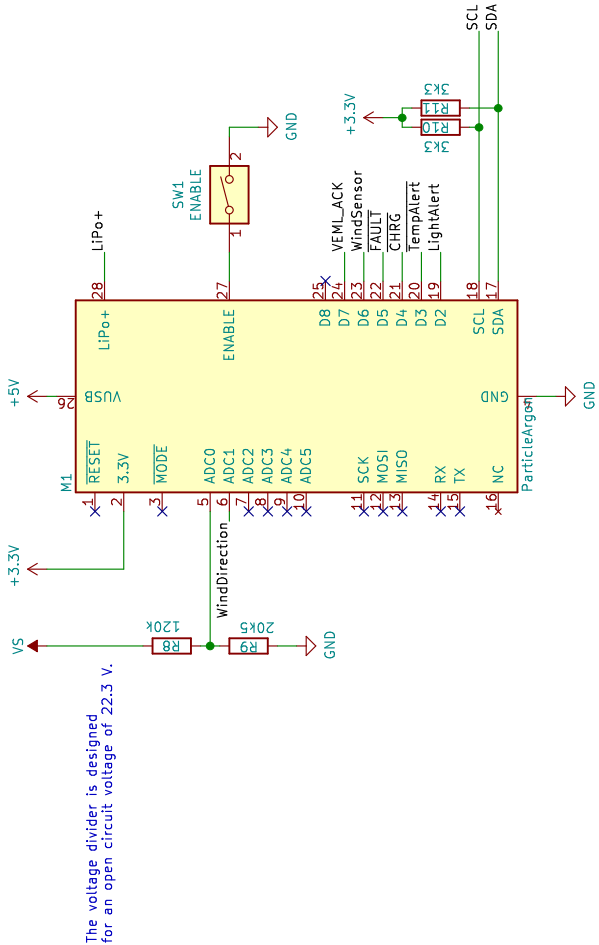 SCL
SDA
3k3
R11
R10
3k3
+3.3V
GND
2
SW1
ENABLE
1
LiPo+
VEML_ACK
WindSensor
FAULT
CHRG
TempAlert
LightAlert
28
27
25
24
23
22
21
20
19
18
17
LiPo+
ENABLE
D8
D7
D6
D5
D4
D3
D2
SCL
SDA
+5V
26
VUSB
GND
4
GND
M1
RESET
3.3V
MODE
ADC0
ADC1
ADC2
ADC3
ADC4
ADC5
SCK
MOSI
MISO
RX
TX
NC
ParticleArgon
1
2
3
5
6
7
8
9
10
11
12
13
14
15
16
+3.3V
WindDirection
VS
120k
R8
20k5
R9
GND
The voltage divider is designed
for an open circuit voltage of 22.3 V.